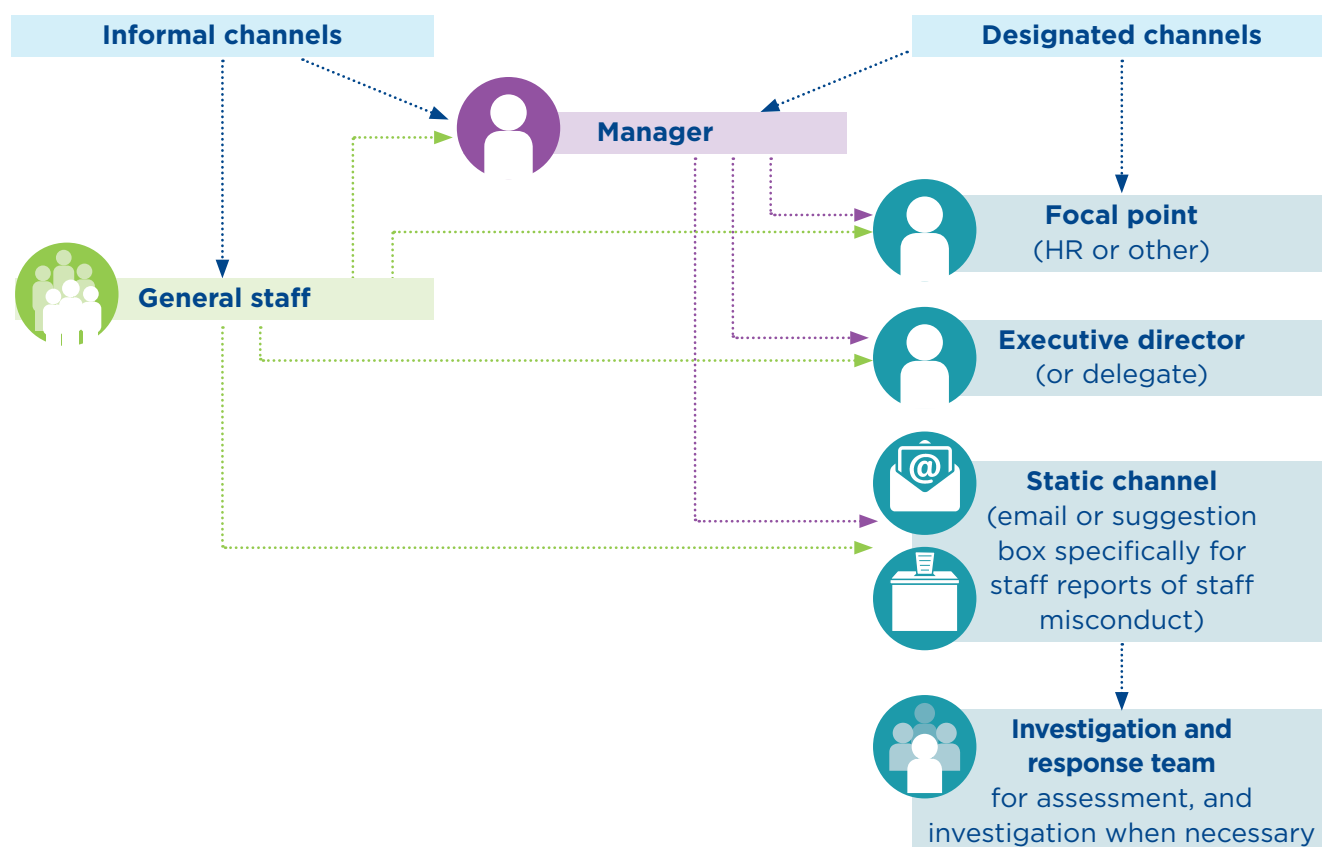 Informal channels
Designated channels
Manager
Focal point
(HR or other)
General staff
Executive director
(or delegate)
@
Static channel
(email or suggestion
box specifically for
staff reports of staff
misconduct)
Investigation and
response team
for assessment, and
investigation when necessary